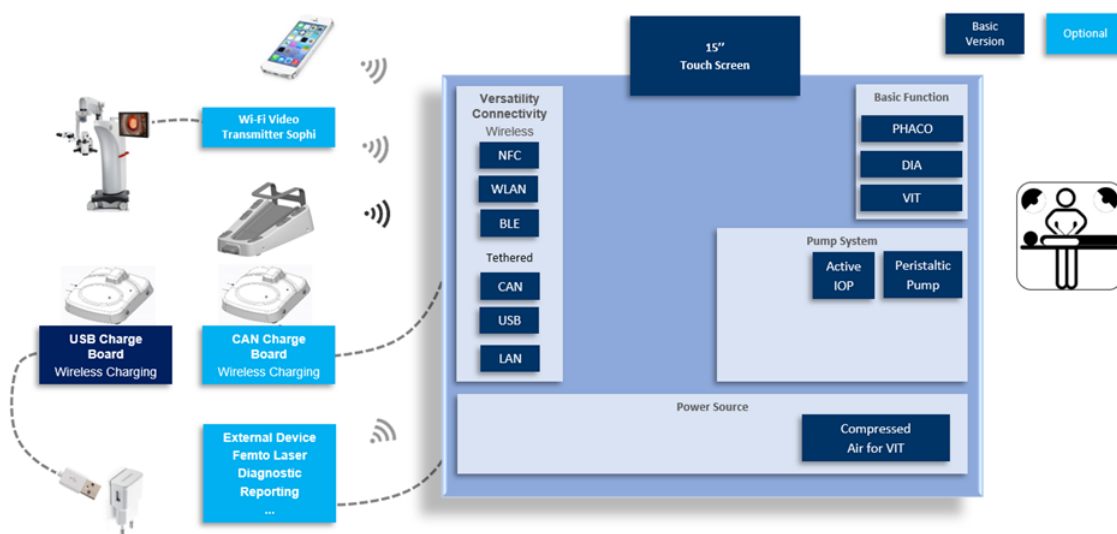 15’’
Touch Screen
Basic
Version
Optional
Wi-Fi Video
Transmitter Sophi
Versatility
Connectivity
Wireless
NFC
WLAN
BLE
Tethered
CAN
USB
LAN
Basic Function
PHACO
DIA
VIT
Pump System
Active
IOP
Peristaltic
Pump
USB Charge
Board
Wireless Charging
CAN Charge
Board
Wireless Charging
External Device
Femto Laser
Diagnostic
Reporting
...
Power Source
Compressed
Air for VIT